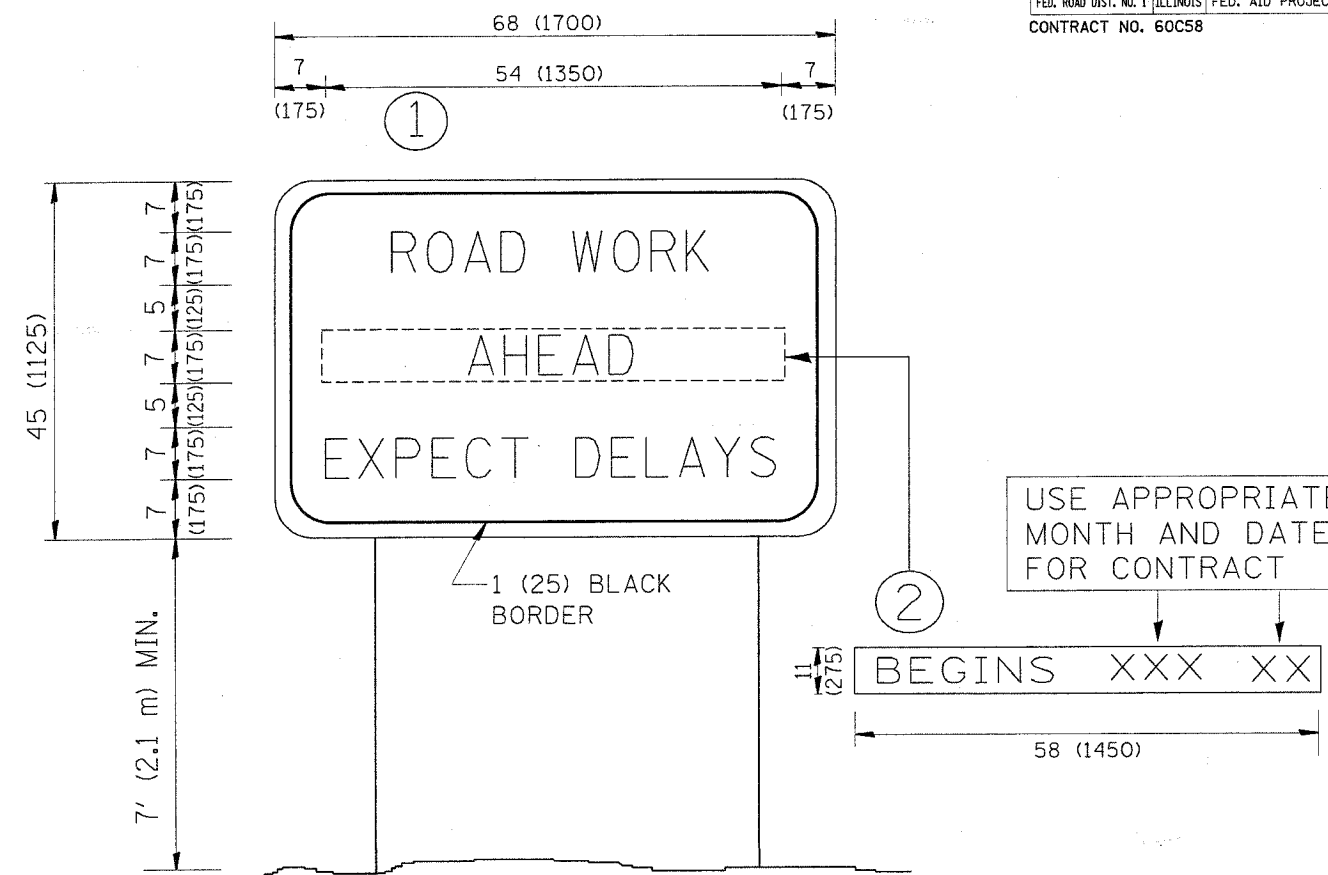 FED. ROAD DIST. NO. 1 ILLINOIS FED. AID PROJEC
CONTRACT NO. 60C58
68 (1700)
7 54 (1350) 7
(175) (175)
1
45 (1125)
7 (175)
7 (175)
5 (125)
7 (175)
5 (125)
7 (175)
7 (175)
7' (2.1 m) MIN.
ROAD WORK
AHEAD
EXPECT DELAYS
1 (25) BLACK
BORDER
2
USE APPROPRIATE
MONTH AND DATE
FOR CONTRACT
11
(275)
BEGINS XXX XX
58 (1450)